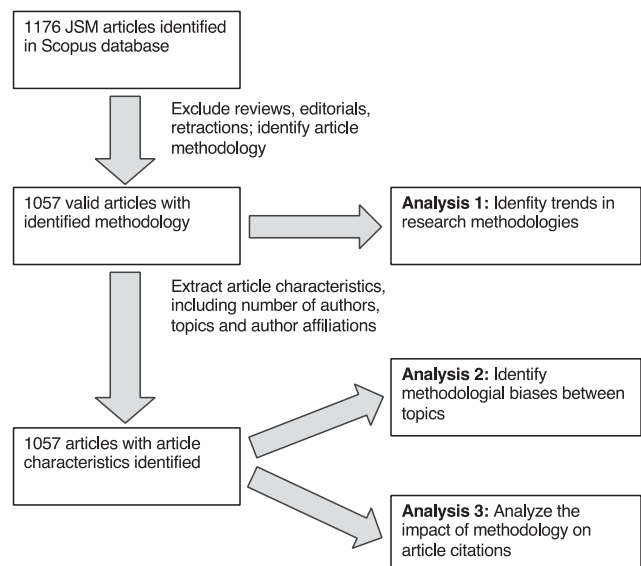 1176 JSM articles identified
in Scopus database
Exclude reviews, editorials,
retractions; identify article
methodology
1057 valid articles with
identified methodology
Analysis 1: Idenfity trends in
research methodologies
Extract article characteristics,
including number of authors,
topics and author affiliations
Analysis 2: Identify
methodologial biases between
topics
1057 articles with article
characteristics identified
Analysis 3: Analyze the
impact of methodology on
article citations